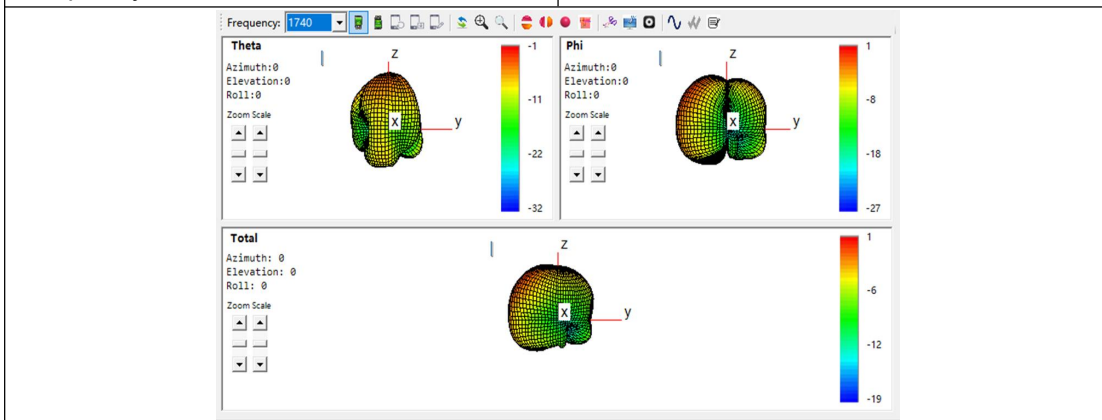 Frequency: 1740
Theta
Azimuth:0
Elevation:0
Roll:0
Zoom Scale
z
x
y
-1
-11
-22
-32
Phi
Azimuth:0
Elevation:0
Roll:0
Zoom Scale
z
x
y
1
-8
-18
-27
Total
Azimuth: 0
Elevation: 0
Roll: 0
Zoom Scale
z
x
y
1
-6
-12
-19